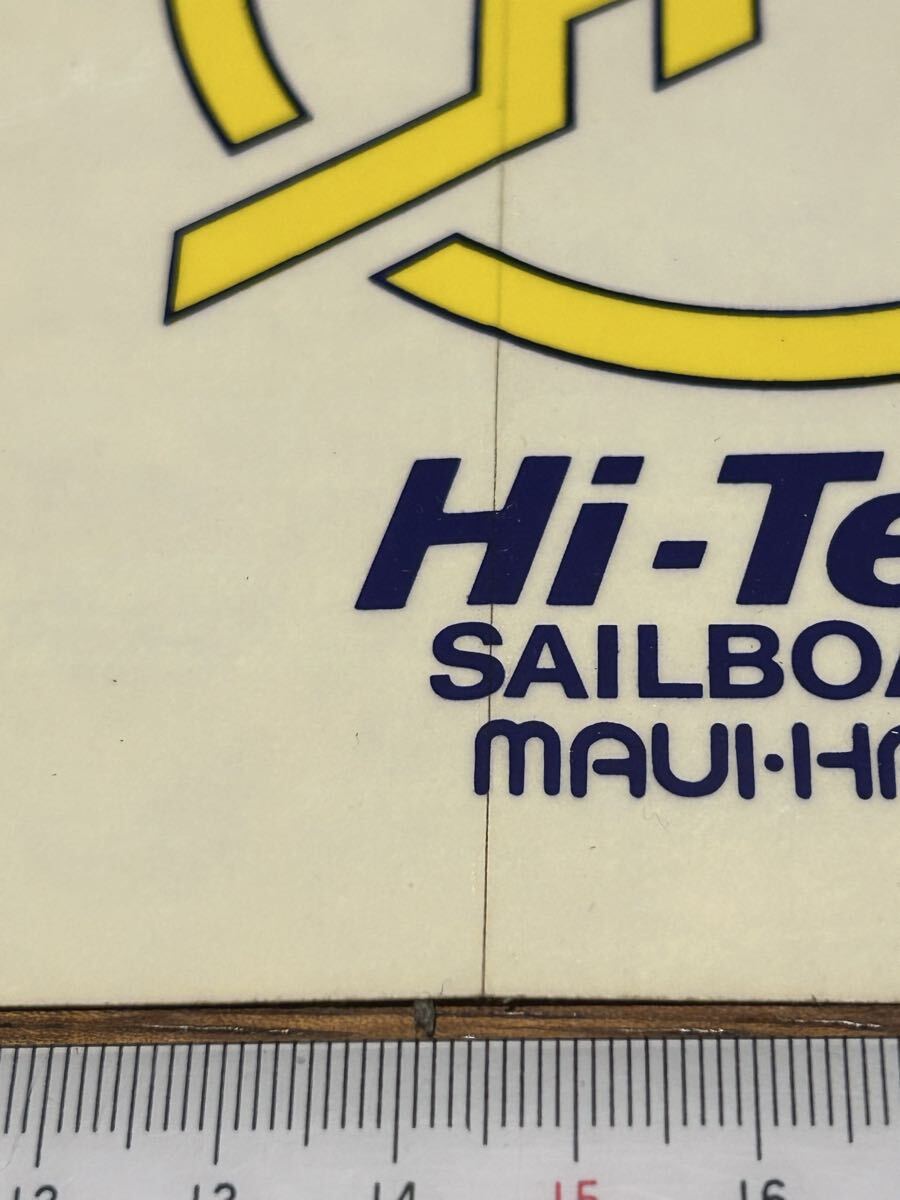 Hi-Te
SAILBOA
MAUI·HA
12 13 14 15 16